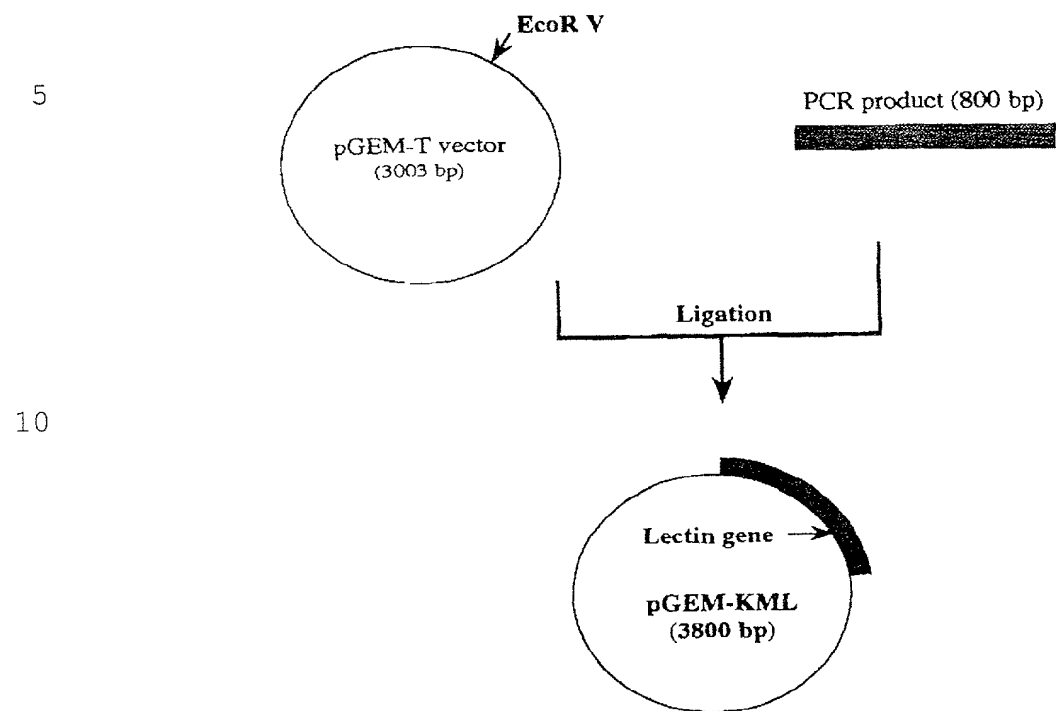 EcoR V
5
PCR product (800 bp)
pGEM-T vector
(3003 bp)
Ligation
10
Lectin gene
pGEM-KML
(3800 bp)